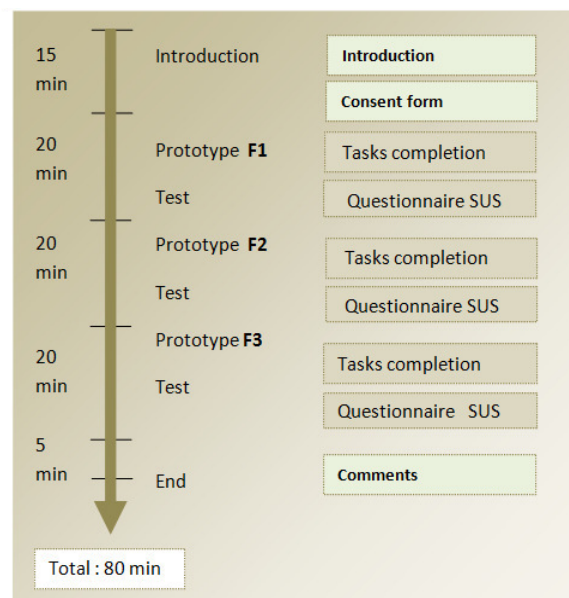 15
min
Introduction
Introduction
Consent form
20
min
Prototype F1
Test
Tasks completion
Questionnaire SUS
20
min
Prototype F2
Test
Tasks completion
Questionnaire SUS
20
min
Prototype F3
Test
Tasks completion
Questionnaire SUS
5
min
End
Comments
Total : 80 min